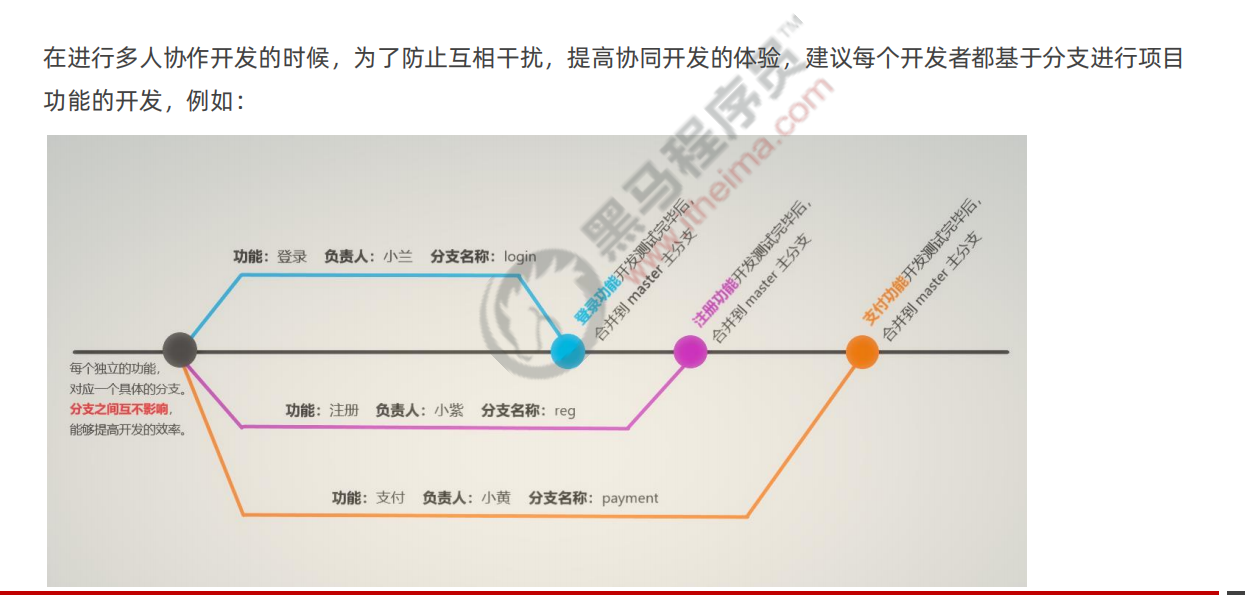 在进行多人协作开发的时候，为了防止互相干扰，提高协同开发的体验，建议每个开发者都基于分支进行项目
功能的开发，例如：
黑马程序员™
www.itheima.com
功能：登录 负责人：小兰 分支名称：login
登录功能开发测试完毕后，
合并到 master 主分支
注册功能开发测试完毕后，
合并到 master 主分支
支付功能开发测试完毕后，
合并到 master 主分支
每个独立的功能，
对应一个具体的分支。
分支之间互不影响，
能够提高开发的效率。
功能：注册 负责人：小紫 分支名称：reg
功能：支付 负责人：小黄 分支名称：payment